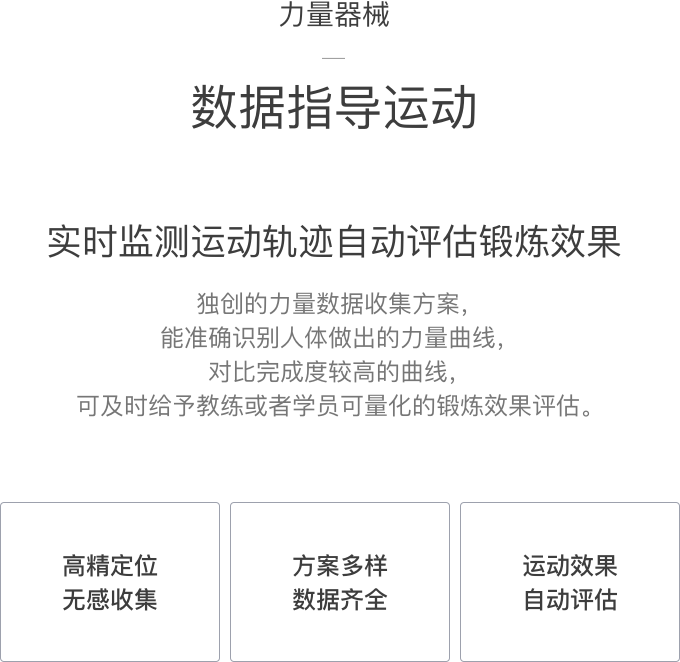 力量器械
数据指导运动
实时监测运动轨迹自动评估锻炼效果
独创的力量数据收集方案，
能准确识别人体做出的力量曲线，
对比完成度较高的曲线，
可及时给予教练或者学员可量化的锻炼效果评估。
高精定位
无感收集
方案多样
数据齐全
运动效果
自动评估